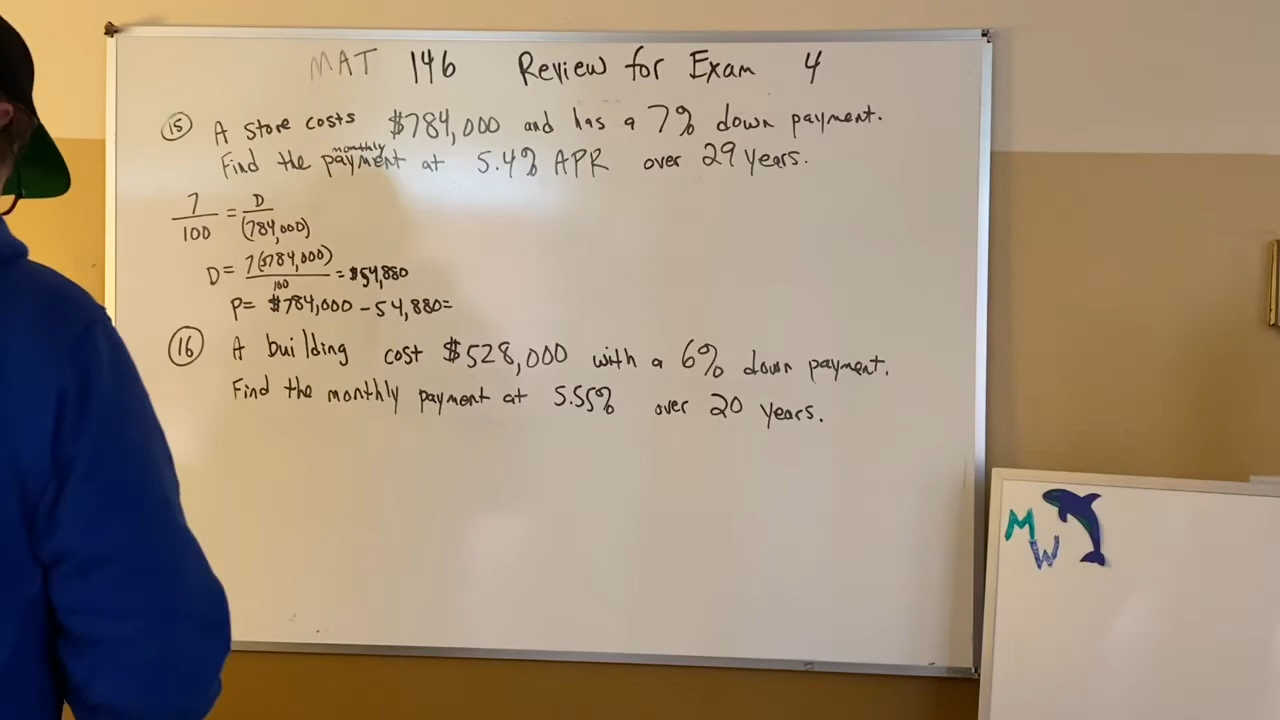 MAT 146 Review for Exam 4
15 A store costs $784,000 and has a 7% down payment.
Find the monthly payment at 5.4% APR over 29 years.
7/100 = D/(784,000)
D = 7($784,000)/100 = $54,880
P = $784,000 - 54,880 =
16 A building cost $528,000 with a 6% down payment.
Find the monthly payment at 5.55% over 20 years.
M
W